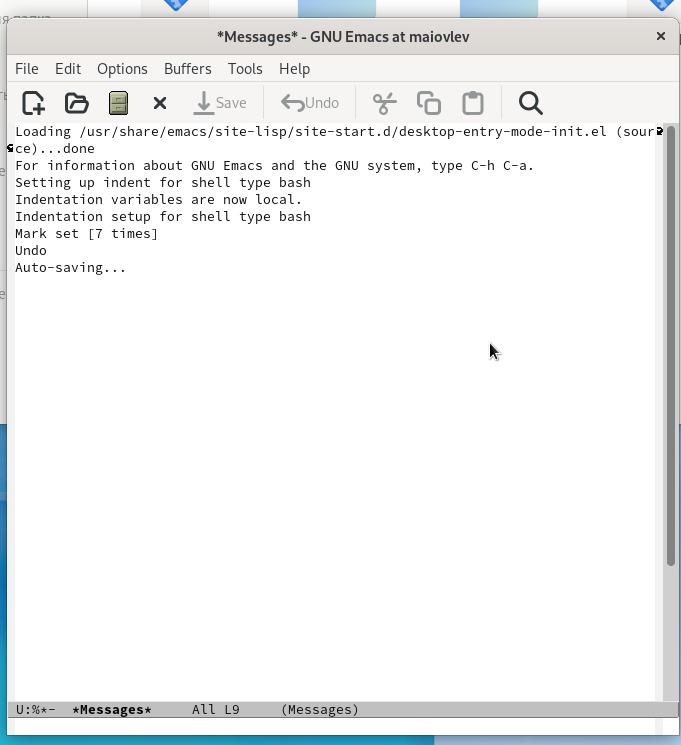 *Messages* - GNU Emacs at maiovlev
File Edit Options Buffers Tools Help
Save Undo
Loading /usr/share/emacs/site-lisp/site-start.d/desktop-entry-mode-init.el (sour
ce)...done
For information about GNU Emacs and the GNU system, type C-h C-a.
Setting up indent for shell type bash
Indentation variables are now local.
Indentation setup for shell type bash
Mark set [7 times]
Undo
Auto-saving...
U:%*- *Messages* All L9 (Messages)